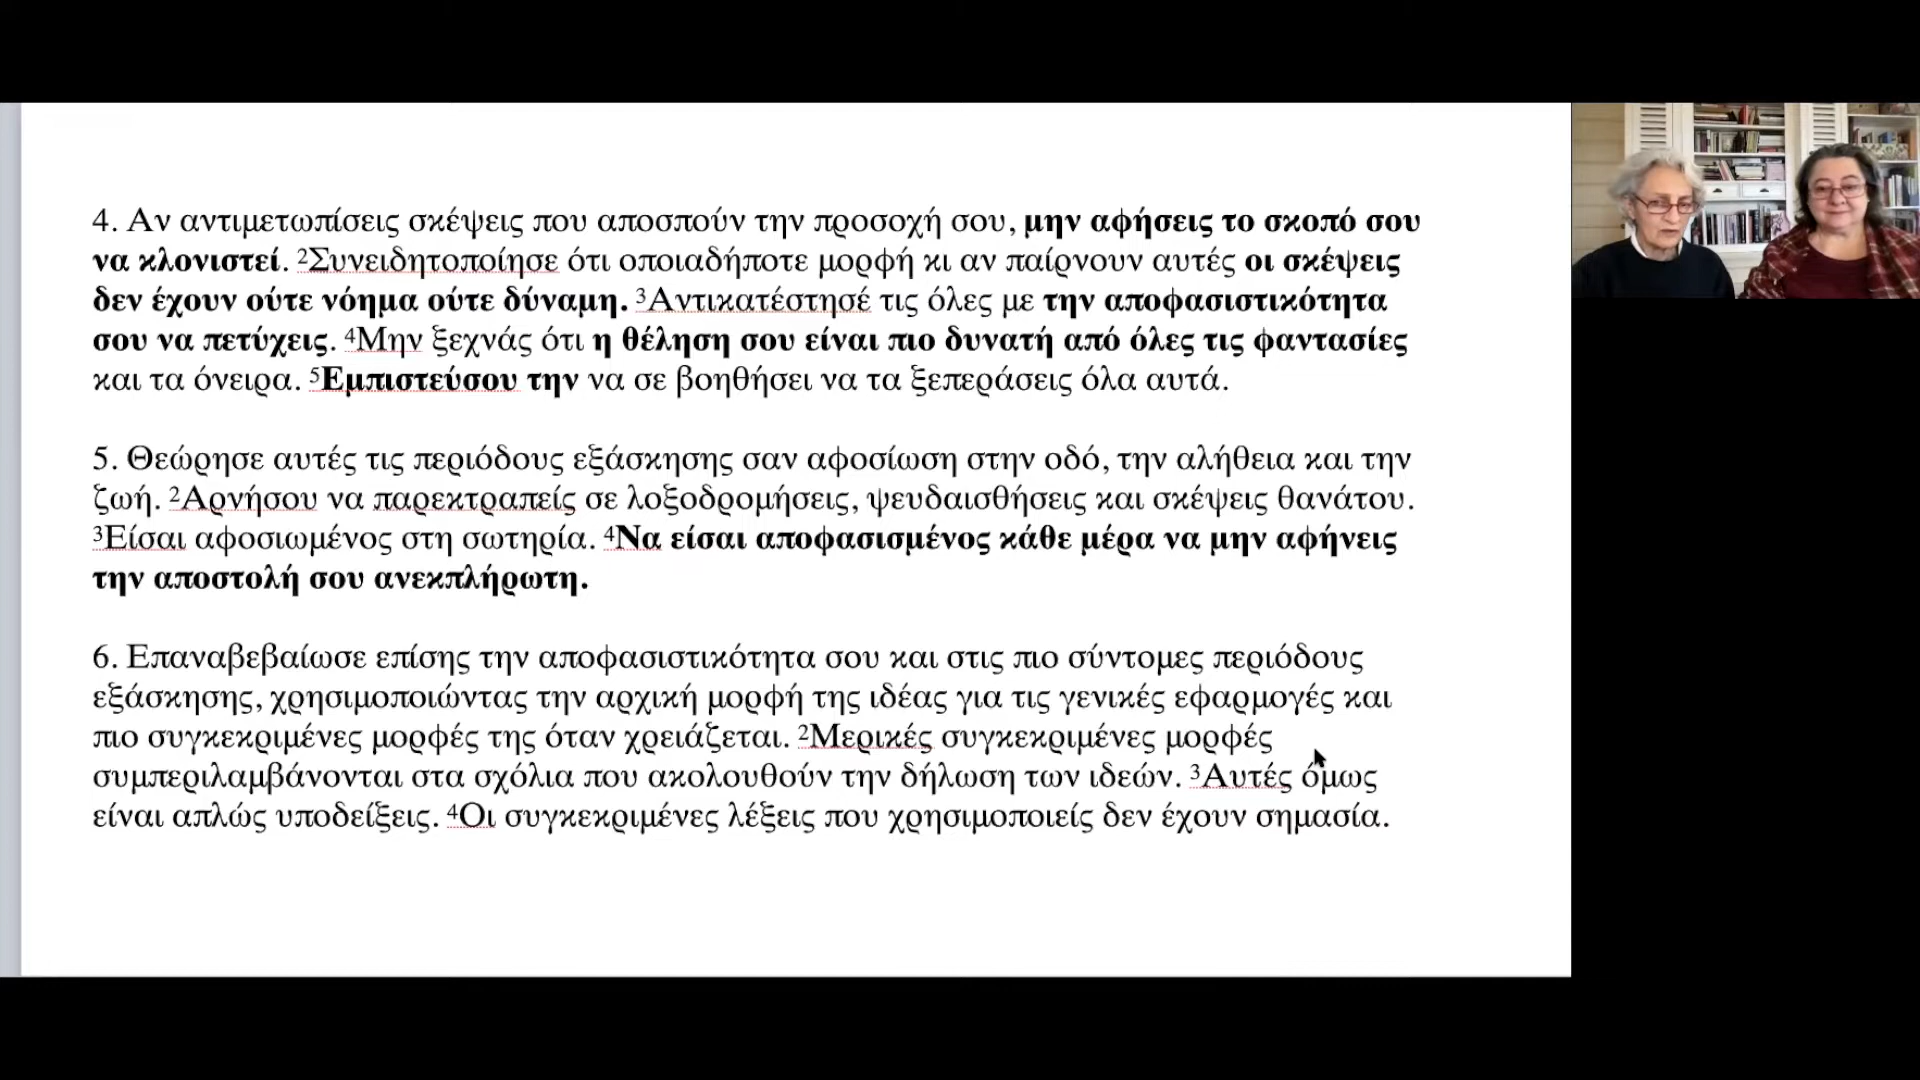 4. Αν αντιμετωπίσεις σκέψεις που αποσπούν την προσοχή σου, μην αφήσεις το σκοπό σου
να κλονιστεί. ²Συνειδητοποίησε ότι οποιαδήποτε μορφή κι αν παίρνουν αυτές οι σκέψεις
δεν έχουν ούτε νόημα ούτε δύναμη. ³Αντικατέστησέ τις όλες με την αποφασιστικότητα
σου να πετύχεις. ⁴Μην ξεχνάς ότι η θέληση σου είναι πιο δυνατή από όλες τις φαντασίες
και τα όνειρα. ⁵Εμπιστεύσου την να σε βοηθήσει να τα ξεπεράσεις όλα αυτά.
5. Θεώρησε αυτές τις περιόδους εξάσκησης σαν αφοσίωση στην οδό, την αλήθεια και την
ζωή. ²Αρνήσου να παρεκτραπείς σε λοξοδρομήσεις, ψευδαισθήσεις και σκέψεις θανάτου.
³Είσαι αφοσιωμένος στη σωτηρία. ⁴Να είσαι αποφασισμένος κάθε μέρα να μην αφήνεις
την αποστολή σου ανεκπλήρωτη.
6. Επαναβεβαίωσε επίσης την αποφασιστικότητα σου και στις πιο σύντομες περιόδους
εξάσκησης, χρησιμοποιώντας την αρχική μορφή της ιδέας για τις γενικές εφαρμογές και
πιο συγκεκριμένες μορφές της όταν χρειάζεται. ²Μερικές συγκεκριμένες μορφές
συμπεριλαμβάνονται στα σχόλια που ακολουθούν την δήλωση των ιδεών. ³Αυτές όμως
είναι απλώς υποδείξεις. ⁴Οι συγκεκριμένες λέξεις που χρησιμοποιείς δεν έχουν σημασία.